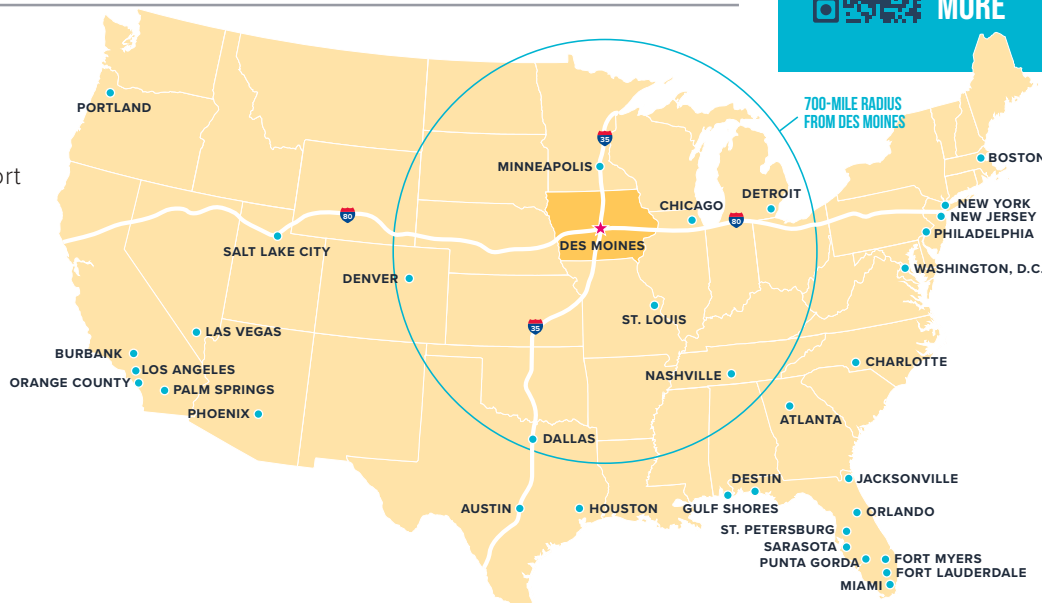 MORE
ort
700-MILE RADIUS
FROM DES MOINES
PORTLAND
35
MINNEAPOLIS
BOSTON
DETROIT
CHICAGO
NEW YORK
80
80
NEW JERSEY
PHILADELPHIA
DES MOINES
SALT LAKE CITY
WASHINGTON, D.C.
DENVER
ST. LOUIS
35
LAS VEGAS
BURBANK
LOS ANGELES
ORANGE COUNTY
PALM SPRINGS
CHARLOTTE
NASHVILLE
PHOENIX
ATLANTA
DALLAS
DESTIN
JACKSONVILLE
AUSTIN
HOUSTON
GULF SHORES
ORLANDO
ST. PETERSBURG
SARASOTA
PUNTA GORDA
FORT MYERS
FORT LAUDERDALE
MIAMI